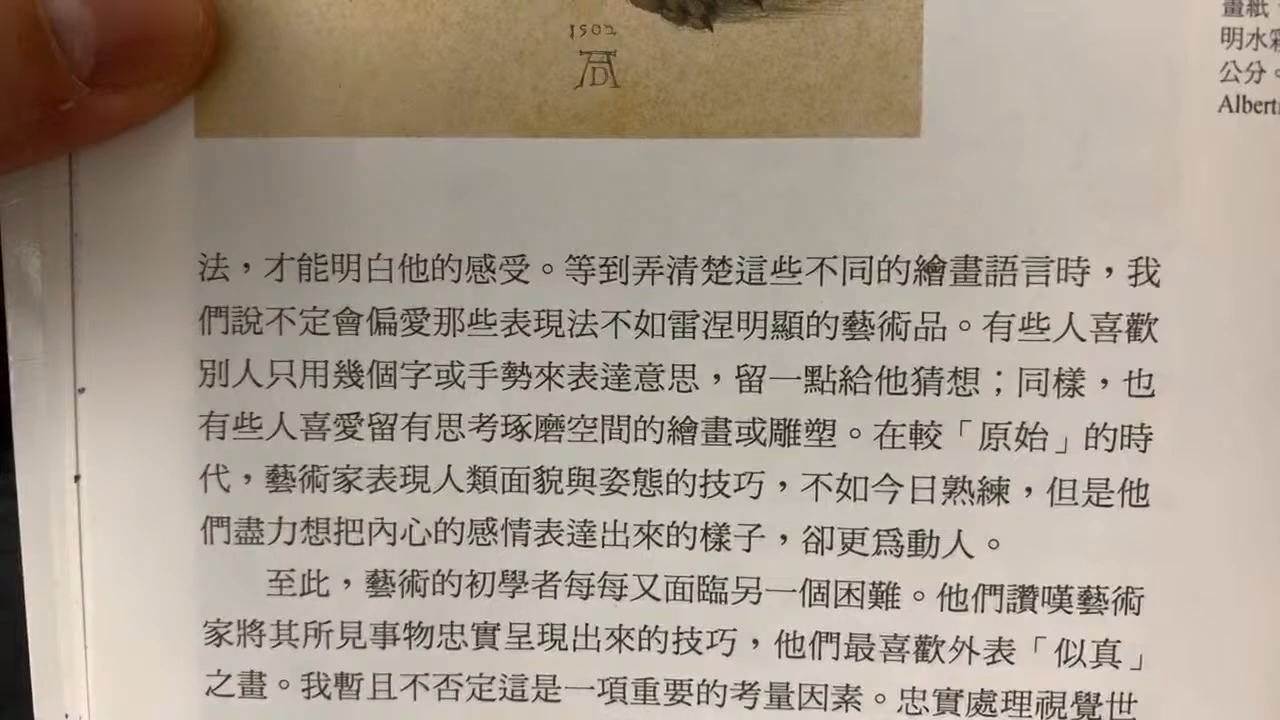 1502
AD
畫紙，
明水彩
公分。
Albert
法，才能明白他的感受。等到弄清楚這些不同的繪畫語言時，我
們說不定會偏愛那些表現法不如雷涅明顯的藝術品。有些人喜歡
別人只用幾個字或手勢來表達意思，留一點給他猜想；同樣，也
有些人喜愛留有思考琢磨空間的繪畫或雕塑。在較「原始」的時
代，藝術家表現人類面貌與姿態的技巧，不如今日熟練，但是他
們盡力想把內心的感情表達出來的樣子，卻更爲動人。
至此，藝術的初學者每每又面臨另一個困難。他們讚嘆藝術
家將其所見事物忠實呈現出來的技巧，他們最喜歡外表「似真」
之畫。我暫且不否定這是一項重要的考量因素。忠實處理視覺世